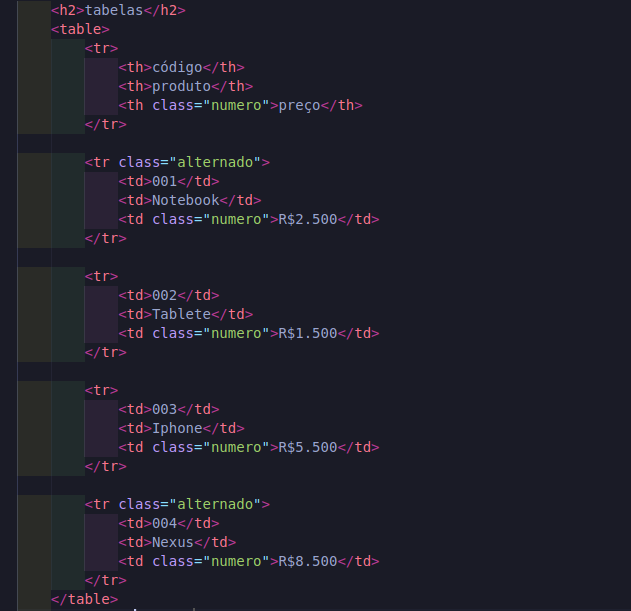 <h2>tabelas</h2>
<table>
<tr>
<th>código</th>
<th>produto</th>
<th class="numero">preço</th>
</tr>
<tr class="alternado">
<td>001</td>
<td>Notebook</td>
<td class="numero">R$2.500</td>
</tr>
<tr>
<td>002</td>
<td>Tablete</td>
<td class="numero">R$1.500</td>
</tr>
<tr>
<td>003</td>
<td>Iphone</td>
<td class="numero">R$5.500</td>
</tr>
<tr class="alternado">
<td>004</td>
<td>Nexus</td>
<td class="numero">R$8.500</td>
</tr>
</table>